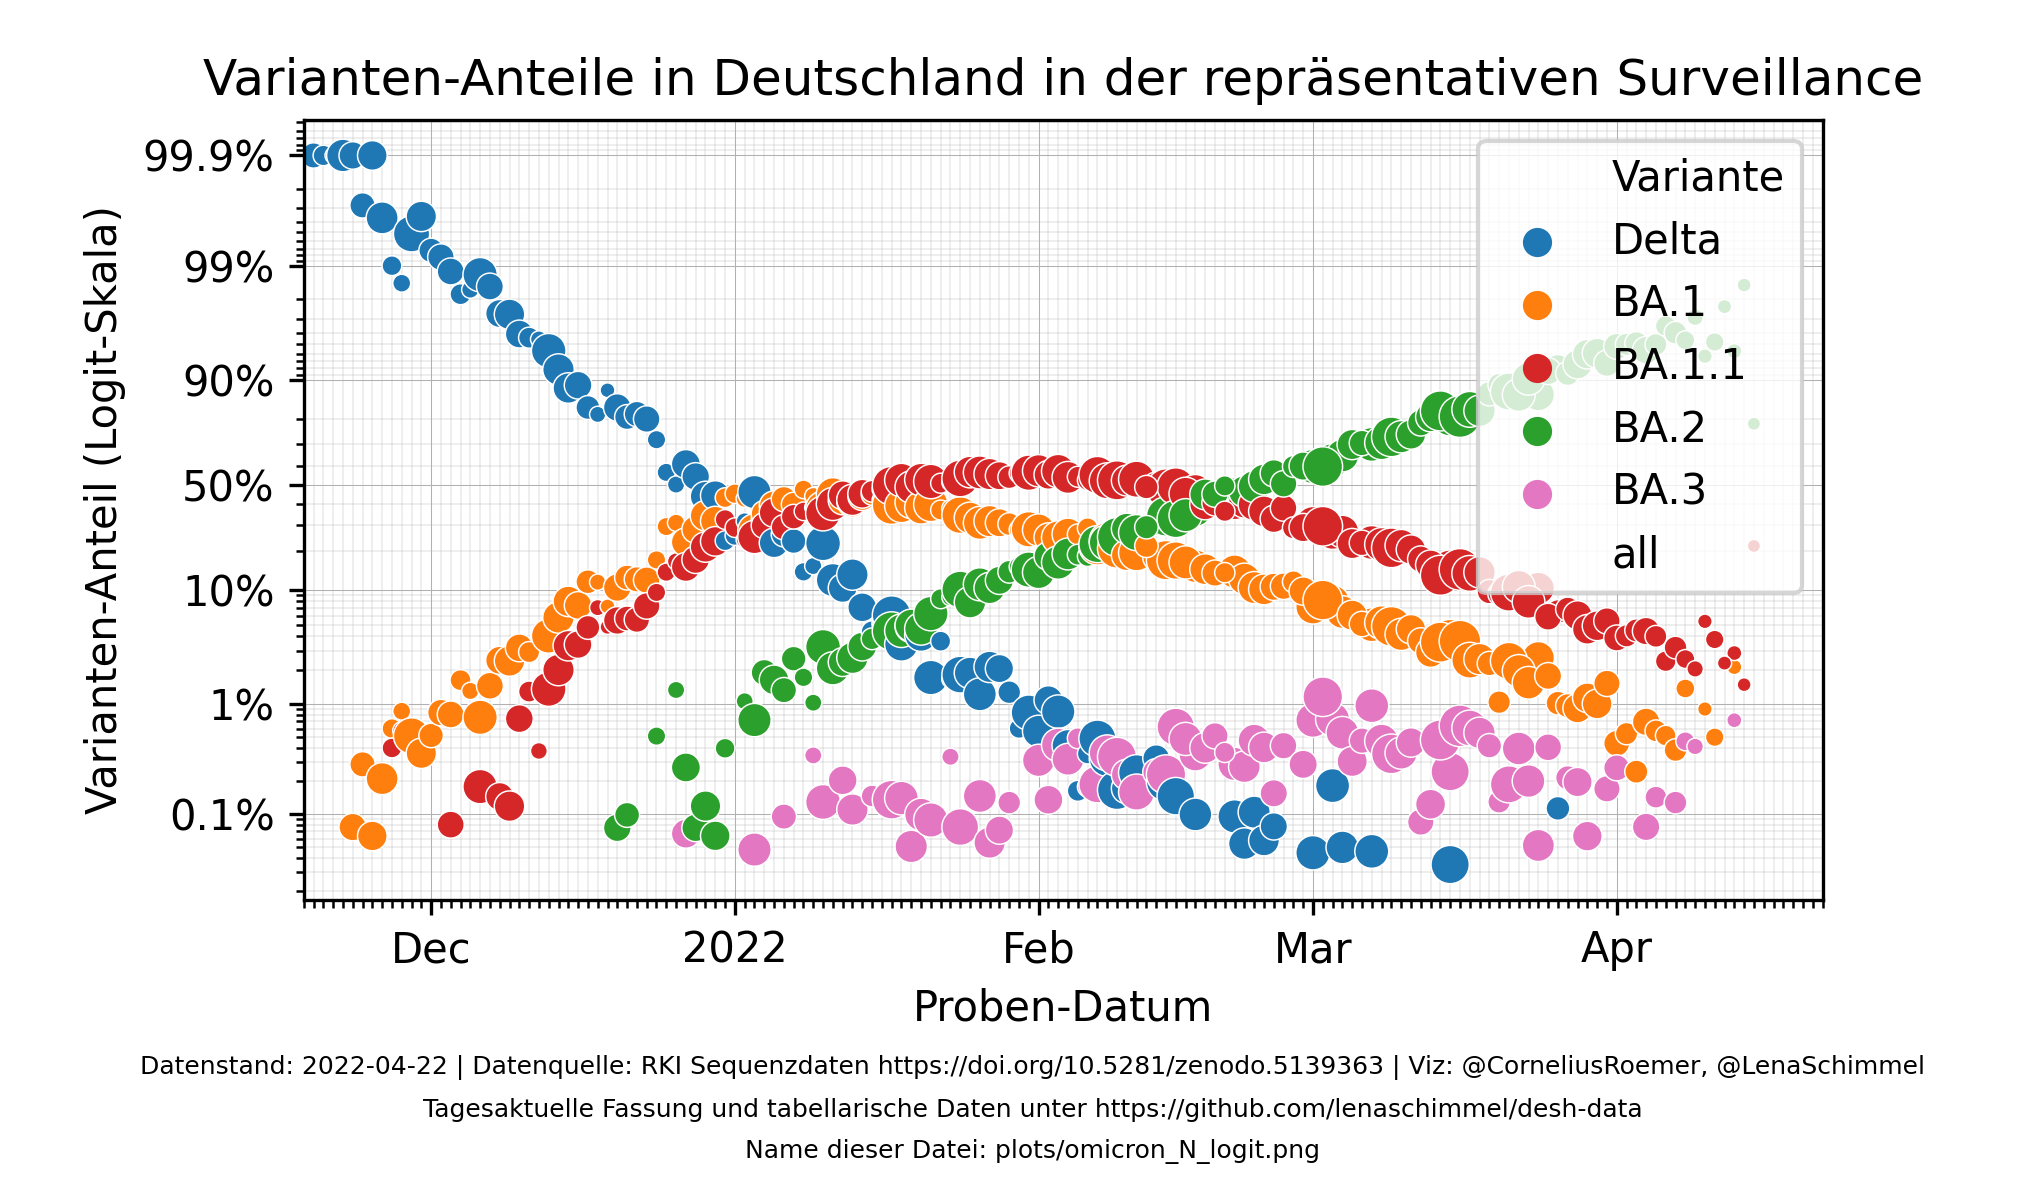 Varianten-Anteile in Deutschland in der repräsentativen Surveillance
Varianten-Anteil (Logit-Skala)
99.9%
99%
90%
50%
10%
1%
0.1%
Variante
Delta
BA.1
BA.1.1
BA.2
BA.3
all
Dec
2022
Feb
Mar
Apr
Proben-Datum
Datenstand: 2022-04-22 | Datenquelle: RKI Sequenzdaten https://doi.org/10.5281/zenodo.5139363 | Viz: @CorneliusRoemer, @LenaSchimmel
Tagesaktuelle Fassung und tabellarische Daten unter https://github.com/lenaschimmel/desh-data
Name dieser Datei: plots/omicron_N_logit.png